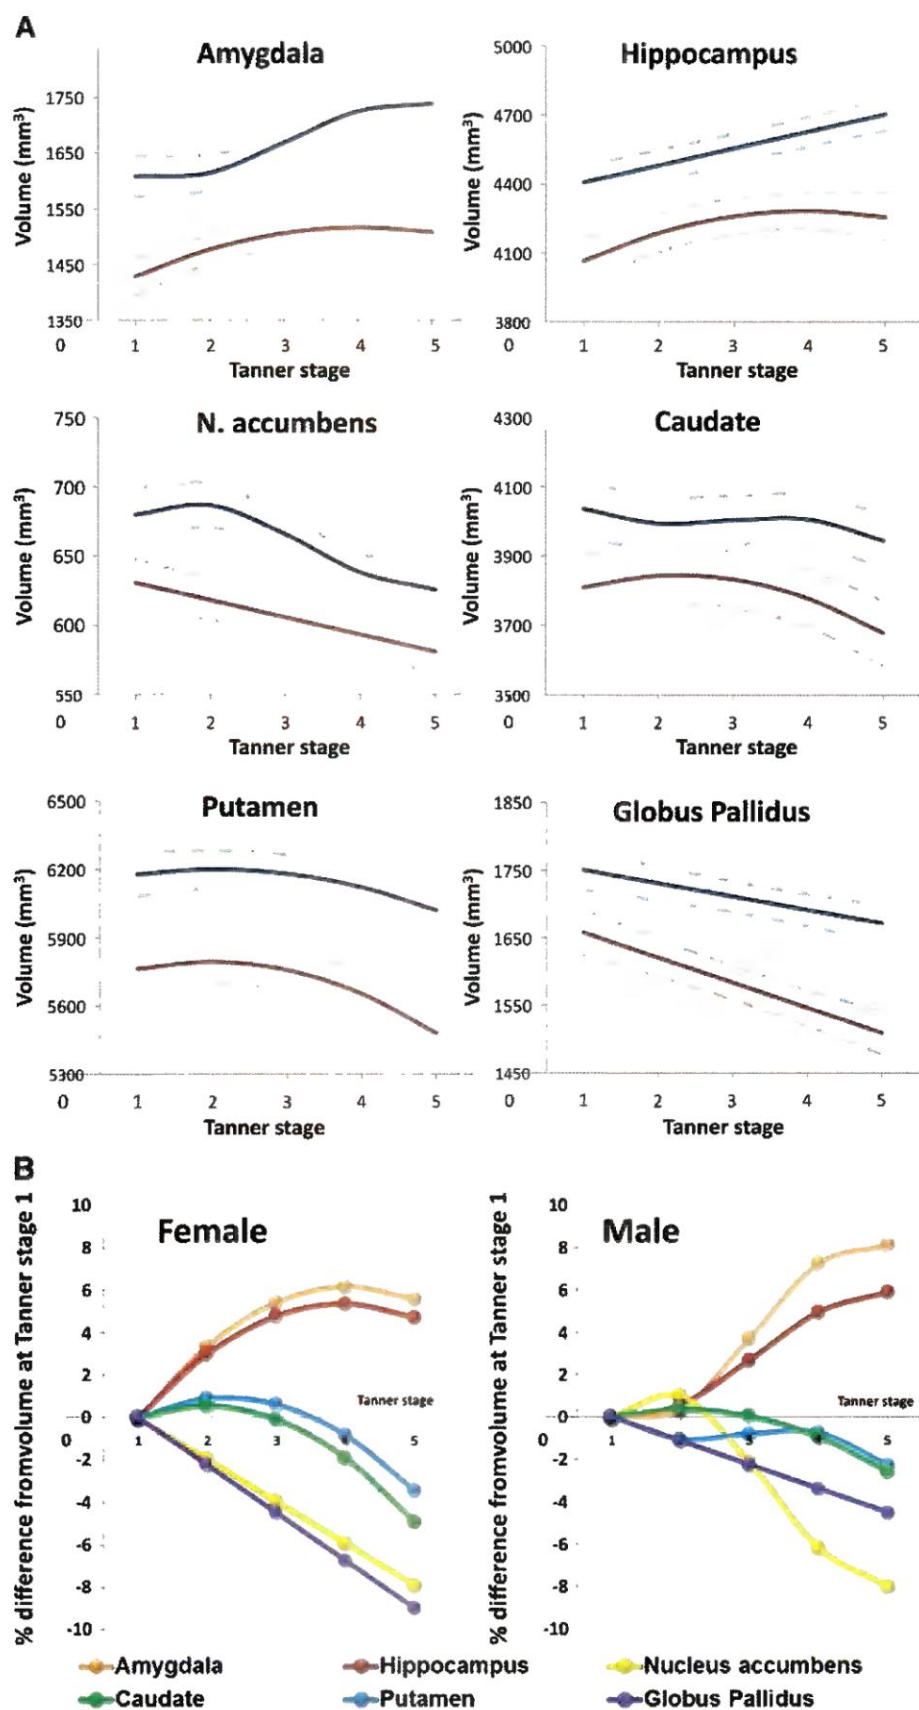 A
Amygdala
Volume (mm³)
1750
1650
1550
1450
1350
0 1 2 3 4 5
Tanner stage
Hippocampus
Volume (mm³)
5000
4700
4400
4100
3800
0 1 2 3 4 5
Tanner stage
N. accumbens
Volume (mm³)
750
700
650
600
550
0 1 2 3 4 5
Tanner stage
Caudate
Volume (mm³)
4300
4100
3900
3700
3500
0 1 2 3 4 5
Tanner stage
Putamen
Volume (mm³)
6500
6200
5900
5600
5300
0 1 2 3 4 5
Tanner stage
Globus Pallidus
Volume (mm³)
1850
1750
1650
1550
1450
0 1 2 3 4 5
Tanner stage
B
Female
% difference fromvolume at Tanner stage 1
10
8
6
4
2
0
-2
-4
-6
-8
-10
Tanner stage
0 1 2 3 4 5
Male
% difference fromvolume at Tanner stage 1
10
8
6
4
2
0
-2
-4
-6
-8
-10
Tanner stage
0 1 2 3 4 5
Amygdala Hippocampus Nucleus accumbens
Caudate Putamen Globus Pallidus